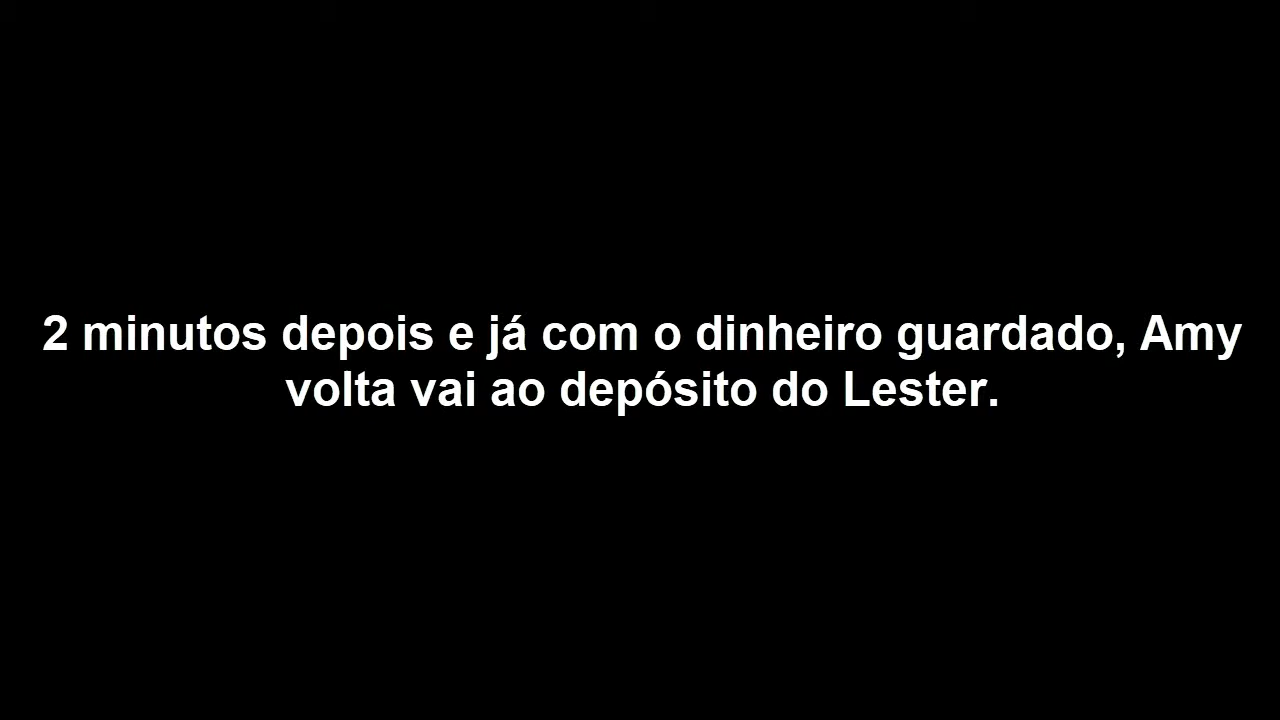 2 minutos depois e já com o dinheiro guardado, Amy
volta vai ao depósito do Lester.